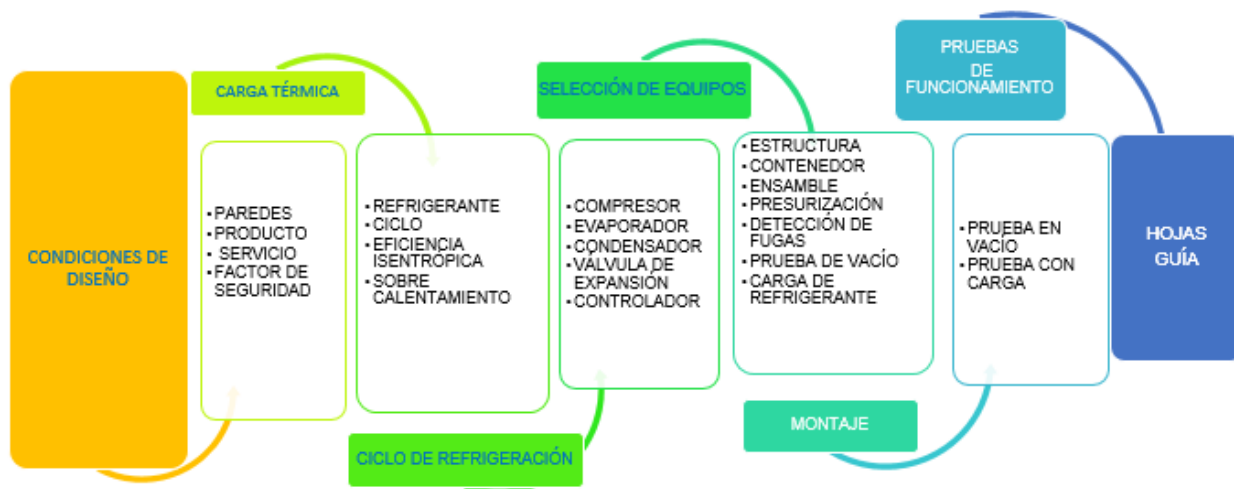 CONDICIONES DE
DISEÑO
CARGA TÉRMICA
▪ PAREDES
▪ PRODUCTO
▪ SERVICIO
▪ FACTOR DE
SEGURIDAD
▪ REFRIGERANTE
▪ CICLO
▪ EFICIENCIA
ISENTRÓPICA
▪ SOBRE
CALENTAMIENTO
CICLO DE REFRIGERACIÓN
SELECCIÓN DE EQUIPOS
▪ COMPRESOR
▪ EVAPORADOR
▪ CONDENSADOR
▪ VÁLVULA DE
EXPANSIÓN
▪ CONTROLADOR
▪ ESTRUCTURA
▪ CONTENEDOR
▪ ENSAMBLE
▪ PRESURIZACIÓN
▪ DETECCIÓN DE
FUGAS
▪ PRUEBA DE VACÍO
▪ CARGA DE
REFRIGERANTE
MONTAJE
PRUEBAS
DE
FUNCIONAMIENTO
▪ PRUEBA EN
VACÍO
▪ PRUEBA CON
CARGA
HOJAS
GUÍA